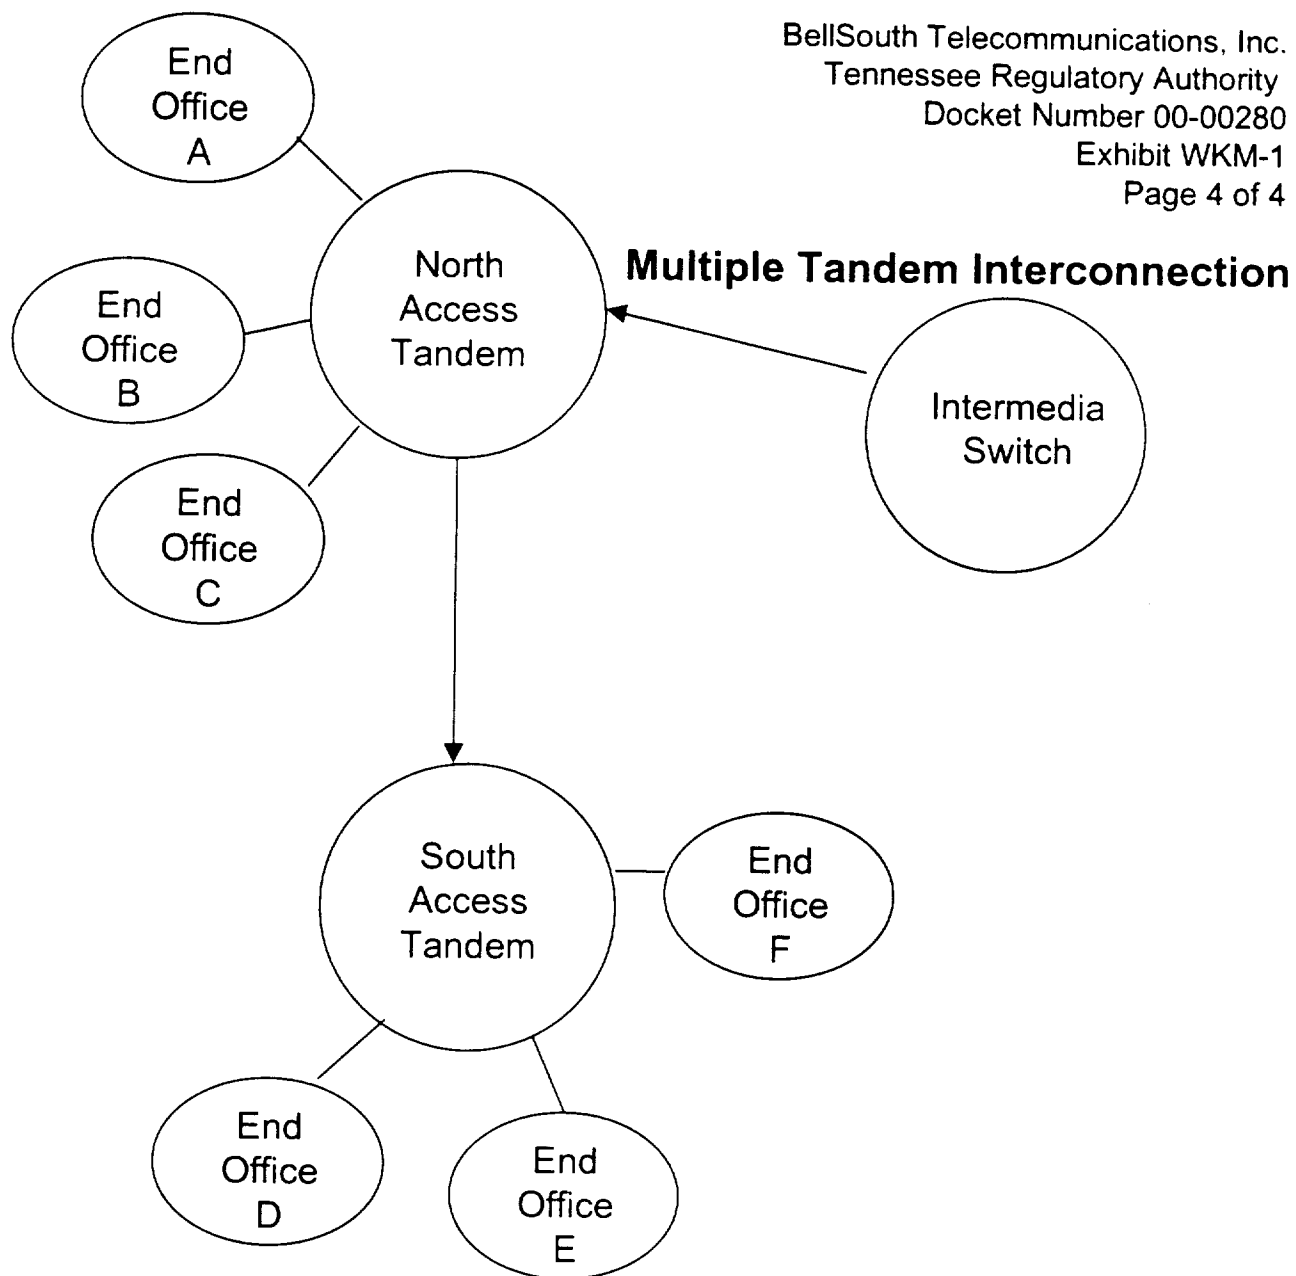 BellSouth Telecommunications, Inc.
Tennessee Regulatory Authority
Docket Number 00-00280
Exhibit WKM-1
Page 4 of 4
Multiple Tandem Interconnection
End
Office
A
North
Access
Tandem
End
Office
B
Intermedia
Switch
End
Office
C
South
Access
Tandem
End
Office
F
End
Office
D
End
Office
E